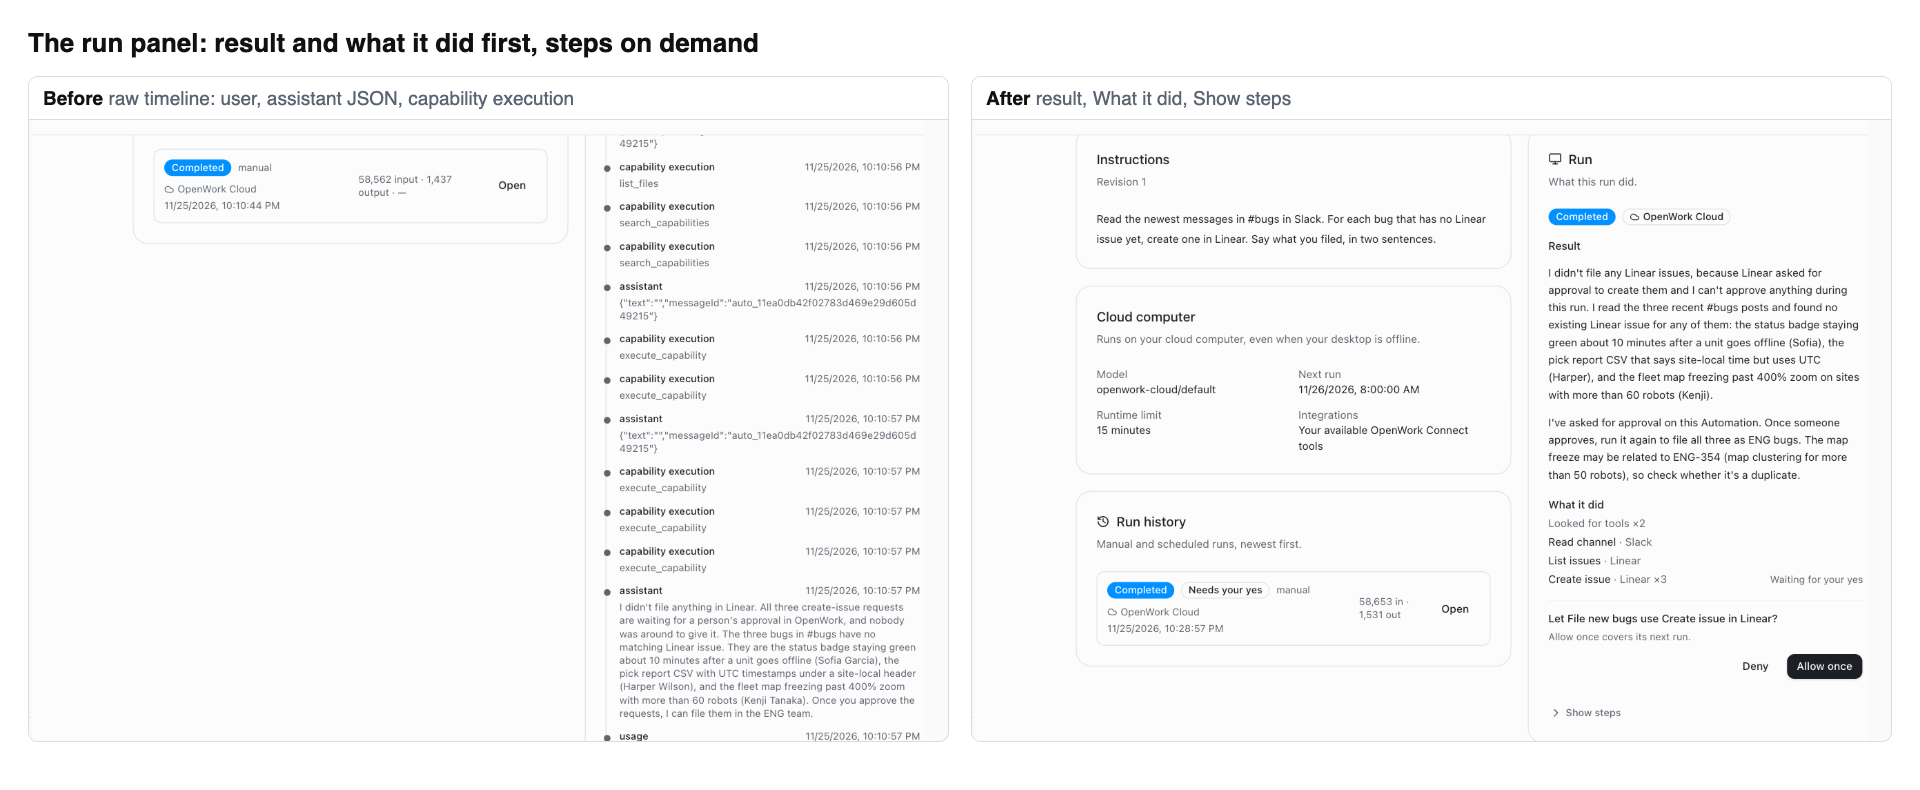 The run panel: result and what it did first, steps on demand
Before raw timeline: user, assistant JSON, capability execution
Completed manual
OpenWork Cloud
11/25/2026, 10:10:44 PM
58,562 input · 1,437
output · —
Open
49215"}
capability execution 11/25/2026, 10:10:56 PM
list_files
capability execution 11/25/2026, 10:10:56 PM
search_capabilities
capability execution 11/25/2026, 10:10:56 PM
search_capabilities
assistant 11/25/2026, 10:10:56 PM
{"text":"","messageId":"auto_11ea0db42f02783d469e29d605d
49215"}
capability execution 11/25/2026, 10:10:56 PM
execute_capability
capability execution 11/25/2026, 10:10:56 PM
execute_capability
assistant 11/25/2026, 10:10:57 PM
{"text":"","messageId":"auto_11ea0db42f02783d469e29d605d
49215"}
capability execution 11/25/2026, 10:10:57 PM
execute_capability
capability execution 11/25/2026, 10:10:57 PM
execute_capability
capability execution 11/25/2026, 10:10:57 PM
execute_capability
assistant 11/25/2026, 10:10:57 PM
I didn't file anything in Linear. All three create-issue requests
are waiting for a person's approval in OpenWork, and nobody
was around to give it. The three bugs in #bugs have no
matching Linear issue. They are the status badge staying green
about 10 minutes after a unit goes offline (Sofia Garcia), the
pick report CSV with UTC timestamps under a site-local header
(Harper Wilson), and the fleet map freezing past 400% zoom
with more than 60 robots (Kenji Tanaka). Once you approve the
requests, I can file them in the ENG team.
usage 11/25/2026, 10:10:57 PM
After result, What it did, Show steps
Instructions
Revision 1
Read the newest messages in #bugs in Slack. For each bug that has no Linear
issue yet, create one in Linear. Say what you filed, in two sentences.
Cloud computer
Runs on your cloud computer, even when your desktop is offline.
Model
openwork-cloud/default
Next run
11/26/2026, 8:00:00 AM
Runtime limit
15 minutes
Integrations
Your available OpenWork Connect
tools
Run history
Manual and scheduled runs, newest first.
Completed Needs your yes manual
OpenWork Cloud
11/25/2026, 10:28:57 PM
58,653 in ·
1,531 out
Open
Run
What this run did.
Completed OpenWork Cloud
Result
I didn't file any Linear issues, because Linear asked for
approval to create them and I can't approve anything during
this run. I read the three recent #bugs posts and found no
existing Linear issue for any of them: the status badge staying
green about 10 minutes after a unit goes offline (Sofia), the
pick report CSV that says site-local time but uses UTC
(Harper), and the fleet map freezing past 400% zoom on sites
with more than 60 robots (Kenji).
I've asked for approval on this Automation. Once someone
approves, run it again to file all three as ENG bugs. The map
freeze may be related to ENG-354 (map clustering for more
than 50 robots), so check whether it's a duplicate.
What it did
Looked for tools ×2
Read channel · Slack
List issues · Linear
Create issue · Linear ×3 Waiting for your yes
Let File new bugs use Create issue in Linear?
Allow once covers its next run.
Deny Allow once
Show steps